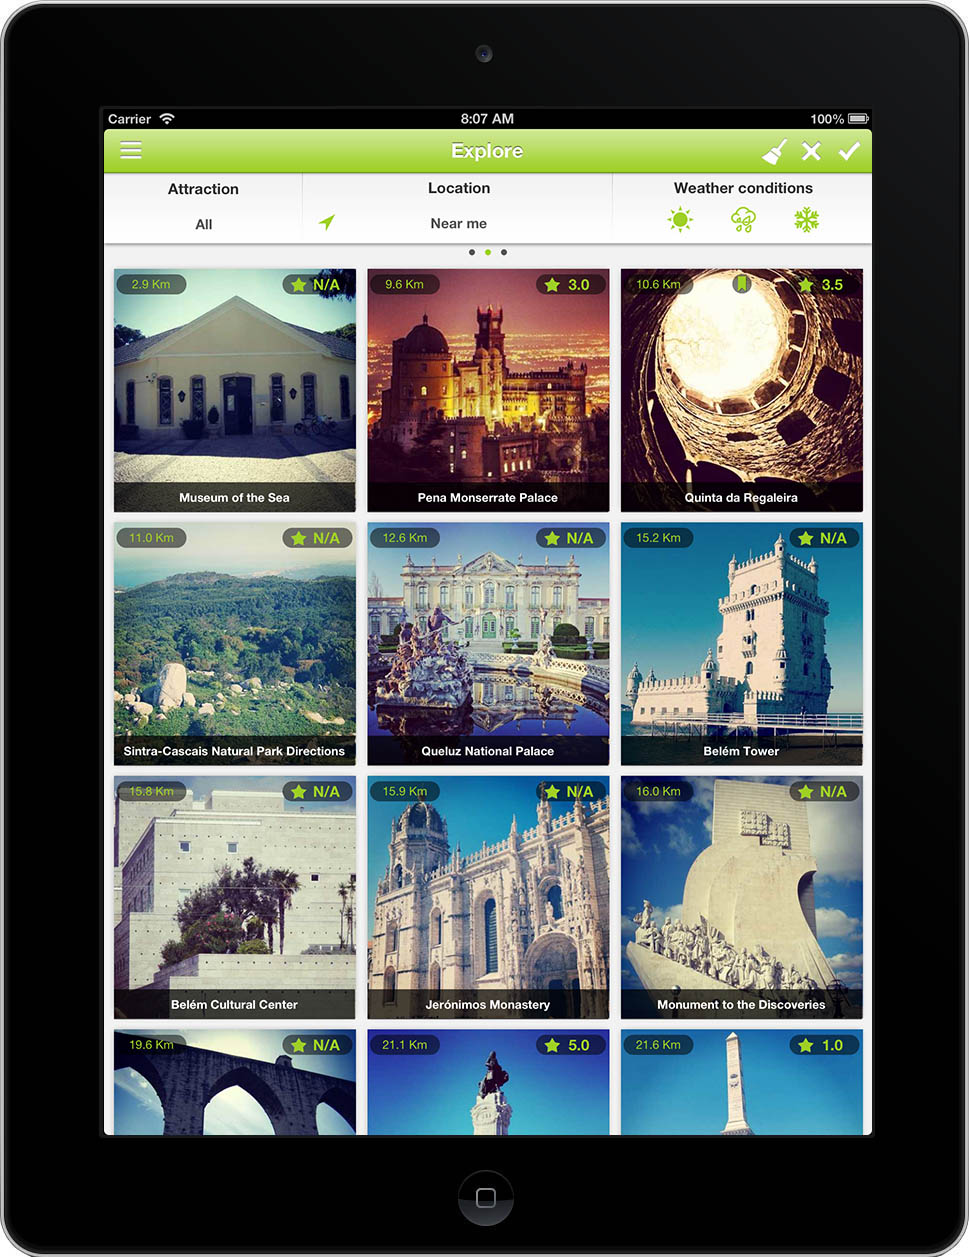 Carrier 8:07 AM 100%
Explore
Attraction Location Weather conditions
All Near me
2.9 Km N/A 9.6 Km 3.0 10.6 Km 3.5
Museum of the Sea Pena Monserrate Palace Quinta da Regaleira
11.0 Km N/A 12.6 Km N/A 15.2 Km N/A
Sintra-Cascais Natural Park Directions Queluz National Palace Belém Tower
15.8 Km N/A 15.9 Km N/A 16.0 Km N/A
Belém Cultural Center Jerónimos Monastery Monument to the Discoveries
19.6 Km N/A 21.1 Km 5.0 21.6 Km 1.0